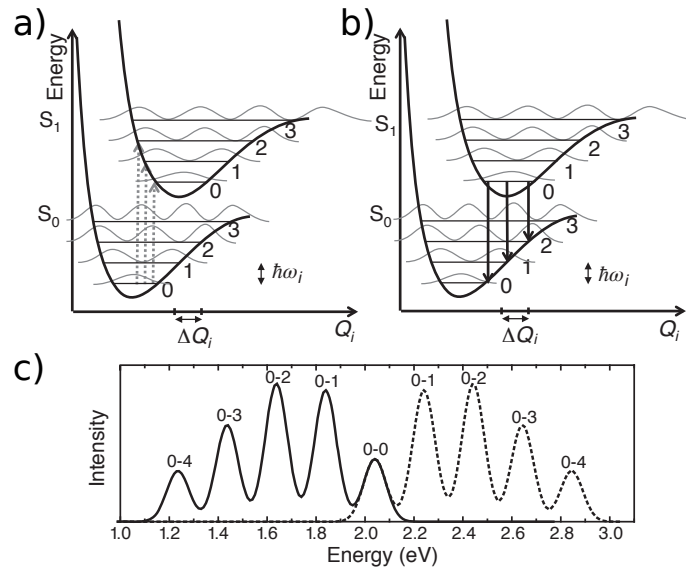 a)
Energy
S₁
3
2
1
0
S₀
3
2
1
0
ℏωᵢ
ΔQᵢ
Qᵢ
b)
Energy
S₁
3
2
1
0
S₀
3
2
1
0
ℏωᵢ
ΔQᵢ
Qᵢ
c)
Intensity
0-4
0-3
0-2
0-1
0-0
0-1
0-2
0-3
0-4
1.0 1.2 1.4 1.6 1.8 2.0 2.2 2.4 2.6 2.8 3.0
Energy (eV)